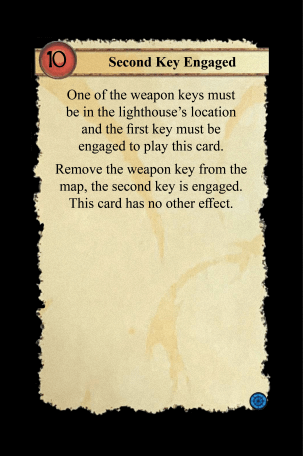 10
Second Key Engaged
One of the weapon keys must
be in the lighthouse's location
and the first key must be
engaged to play this card.
Remove the weapon key from the
map, the second key is engaged.
This card has no other effect.